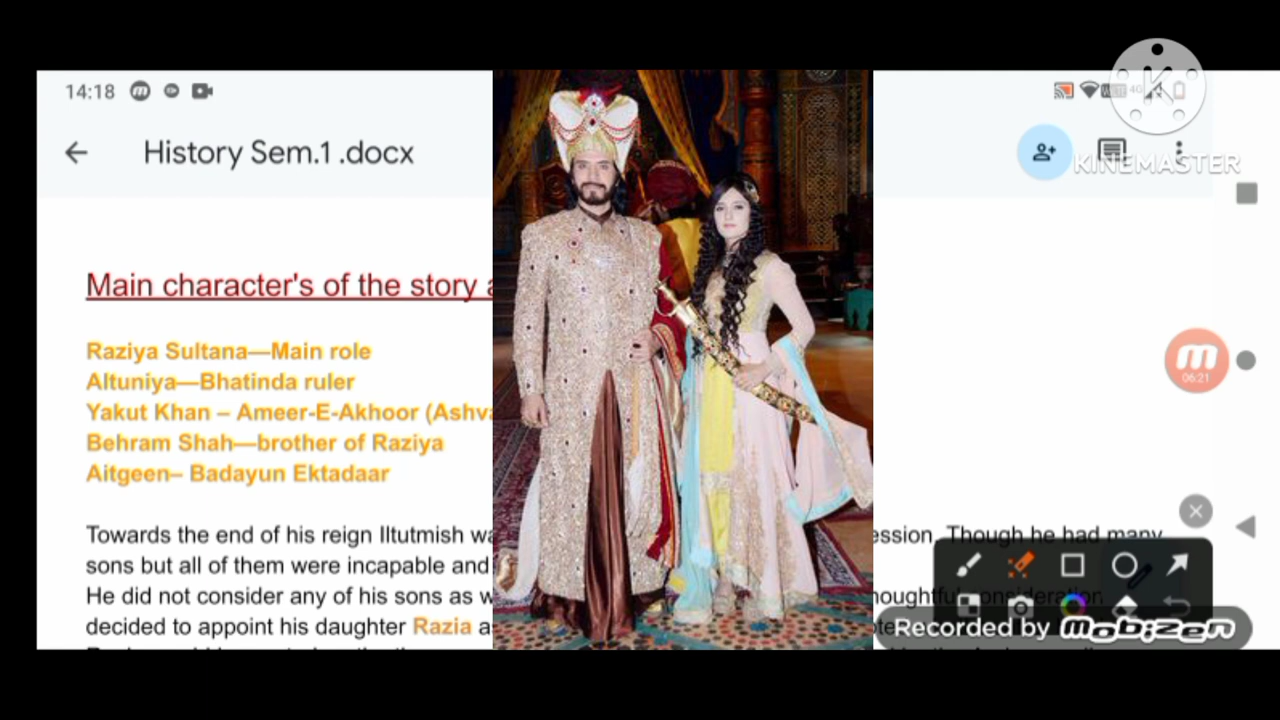 14:18
History Sem.1 .docx
KINEMASTER
Main character's of the story
Raziya Sultana—Main role
Altuniya—Bhatinda ruler
Yakut Khan – Ameer-E-Akhoor
06:21
Behram Shah—brother of Raziya
Aitgeen– Badayun Ektadaar
Towards the end of his reign Iltutmish Though he had many
sons but all of them were incapable and
He did not consider any of his sons as consideration
decided to appoint his daughter Razia
Recorded by mobizen